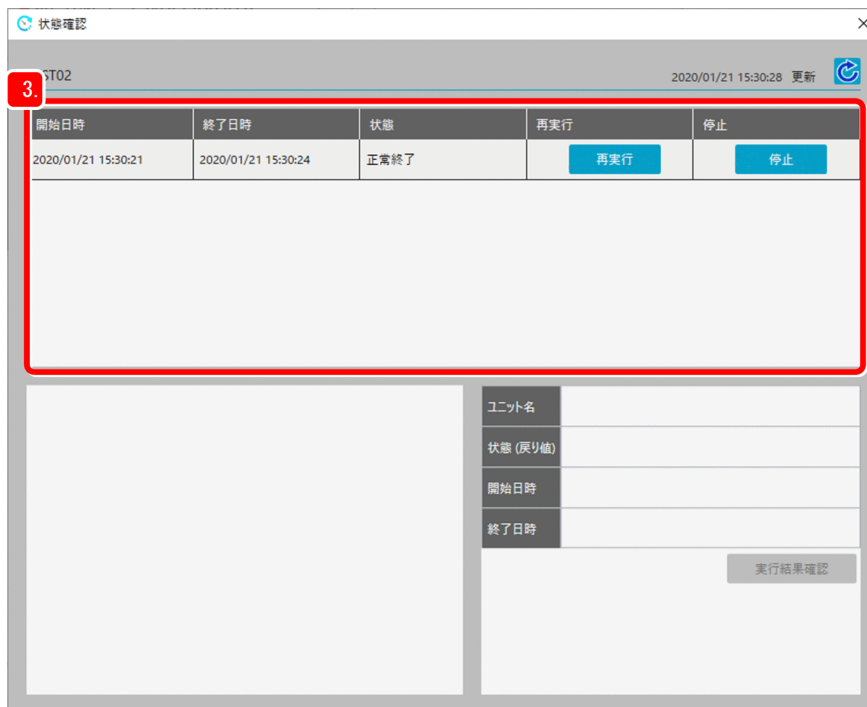 状態確認
3.
ST02
2020/01/21 15:30:28 更新
開始日時 終了日時 状態 再実行 停止
2020/01/21 15:30:21 2020/01/21 15:30:24 正常終了 再実行 停止
ユニット名
状態 (戻り値)
開始日時
終了日時
実行結果確認